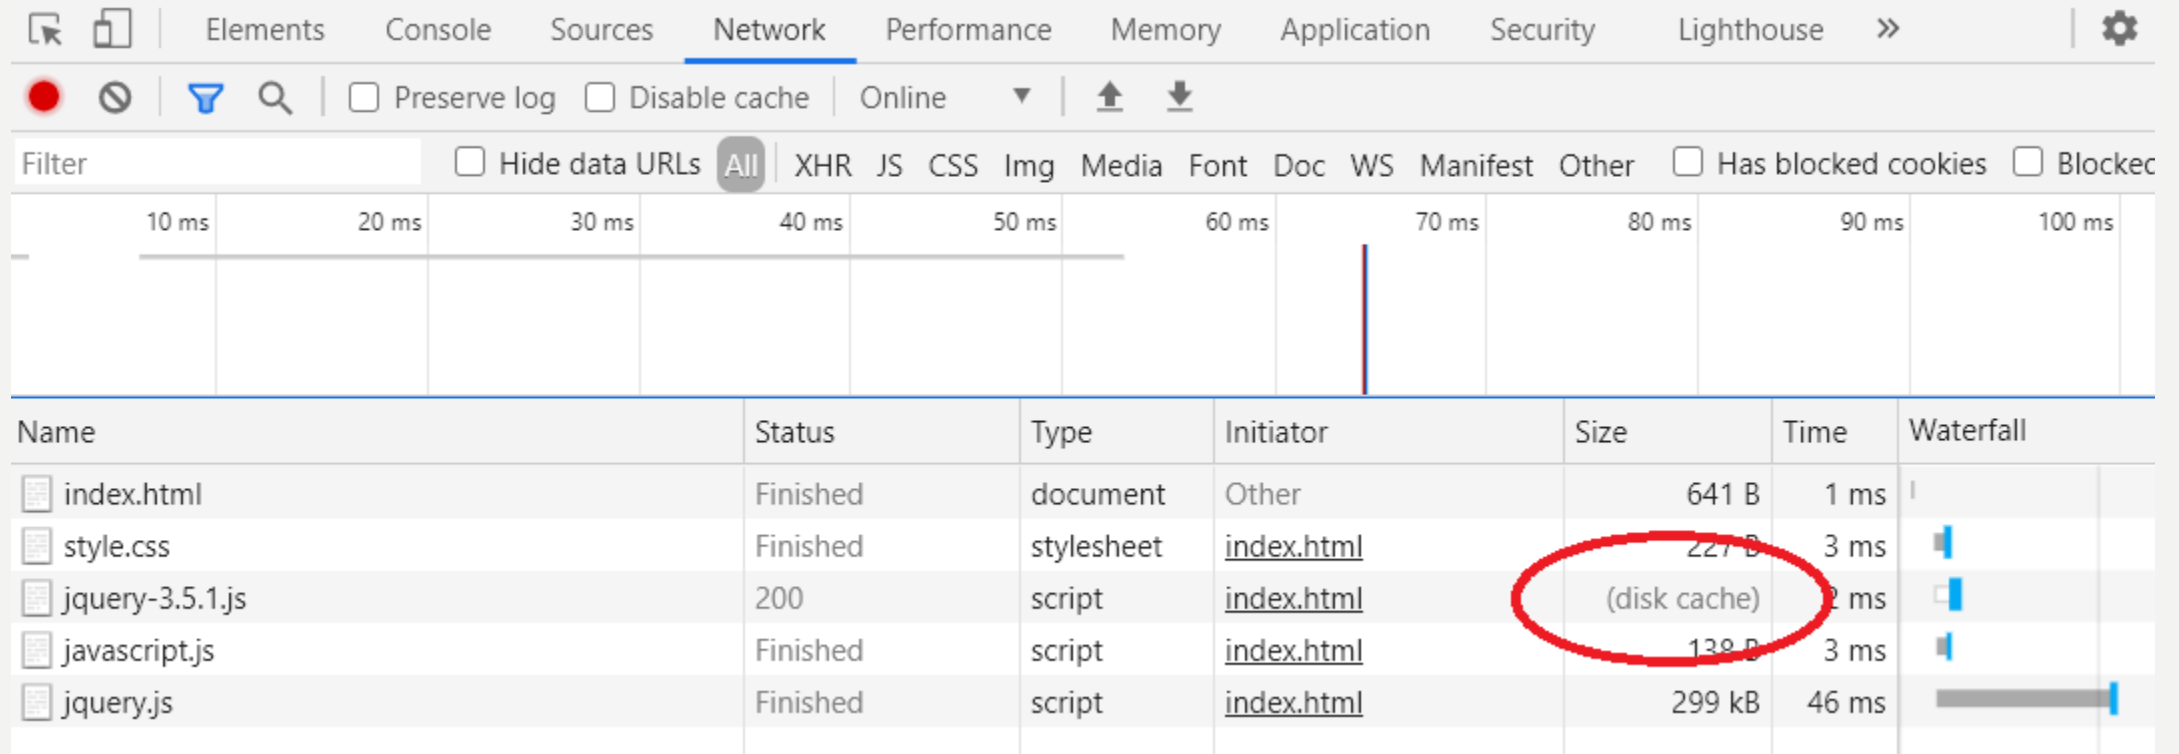 Elements Console Sources Network Performance Memory Application Security Lighthouse »
Preserve log Disable cache Online
Filter Hide data URLs All XHR JS CSS Img Media Font Doc WS Manifest Other Has blocked cookies Blocked
10 ms 20 ms 30 ms 40 ms 50 ms 60 ms 70 ms 80 ms 90 ms 100 ms
Name Status Type Initiator Size Time Waterfall
index.html Finished document Other 641 B 1 ms
style.css Finished stylesheet index.html 227 B 3 ms
jquery-3.5.1.js 200 script index.html (disk cache) 2 ms
javascript.js Finished script index.html 138 B 3 ms
jquery.js Finished script index.html 299 kB 46 ms